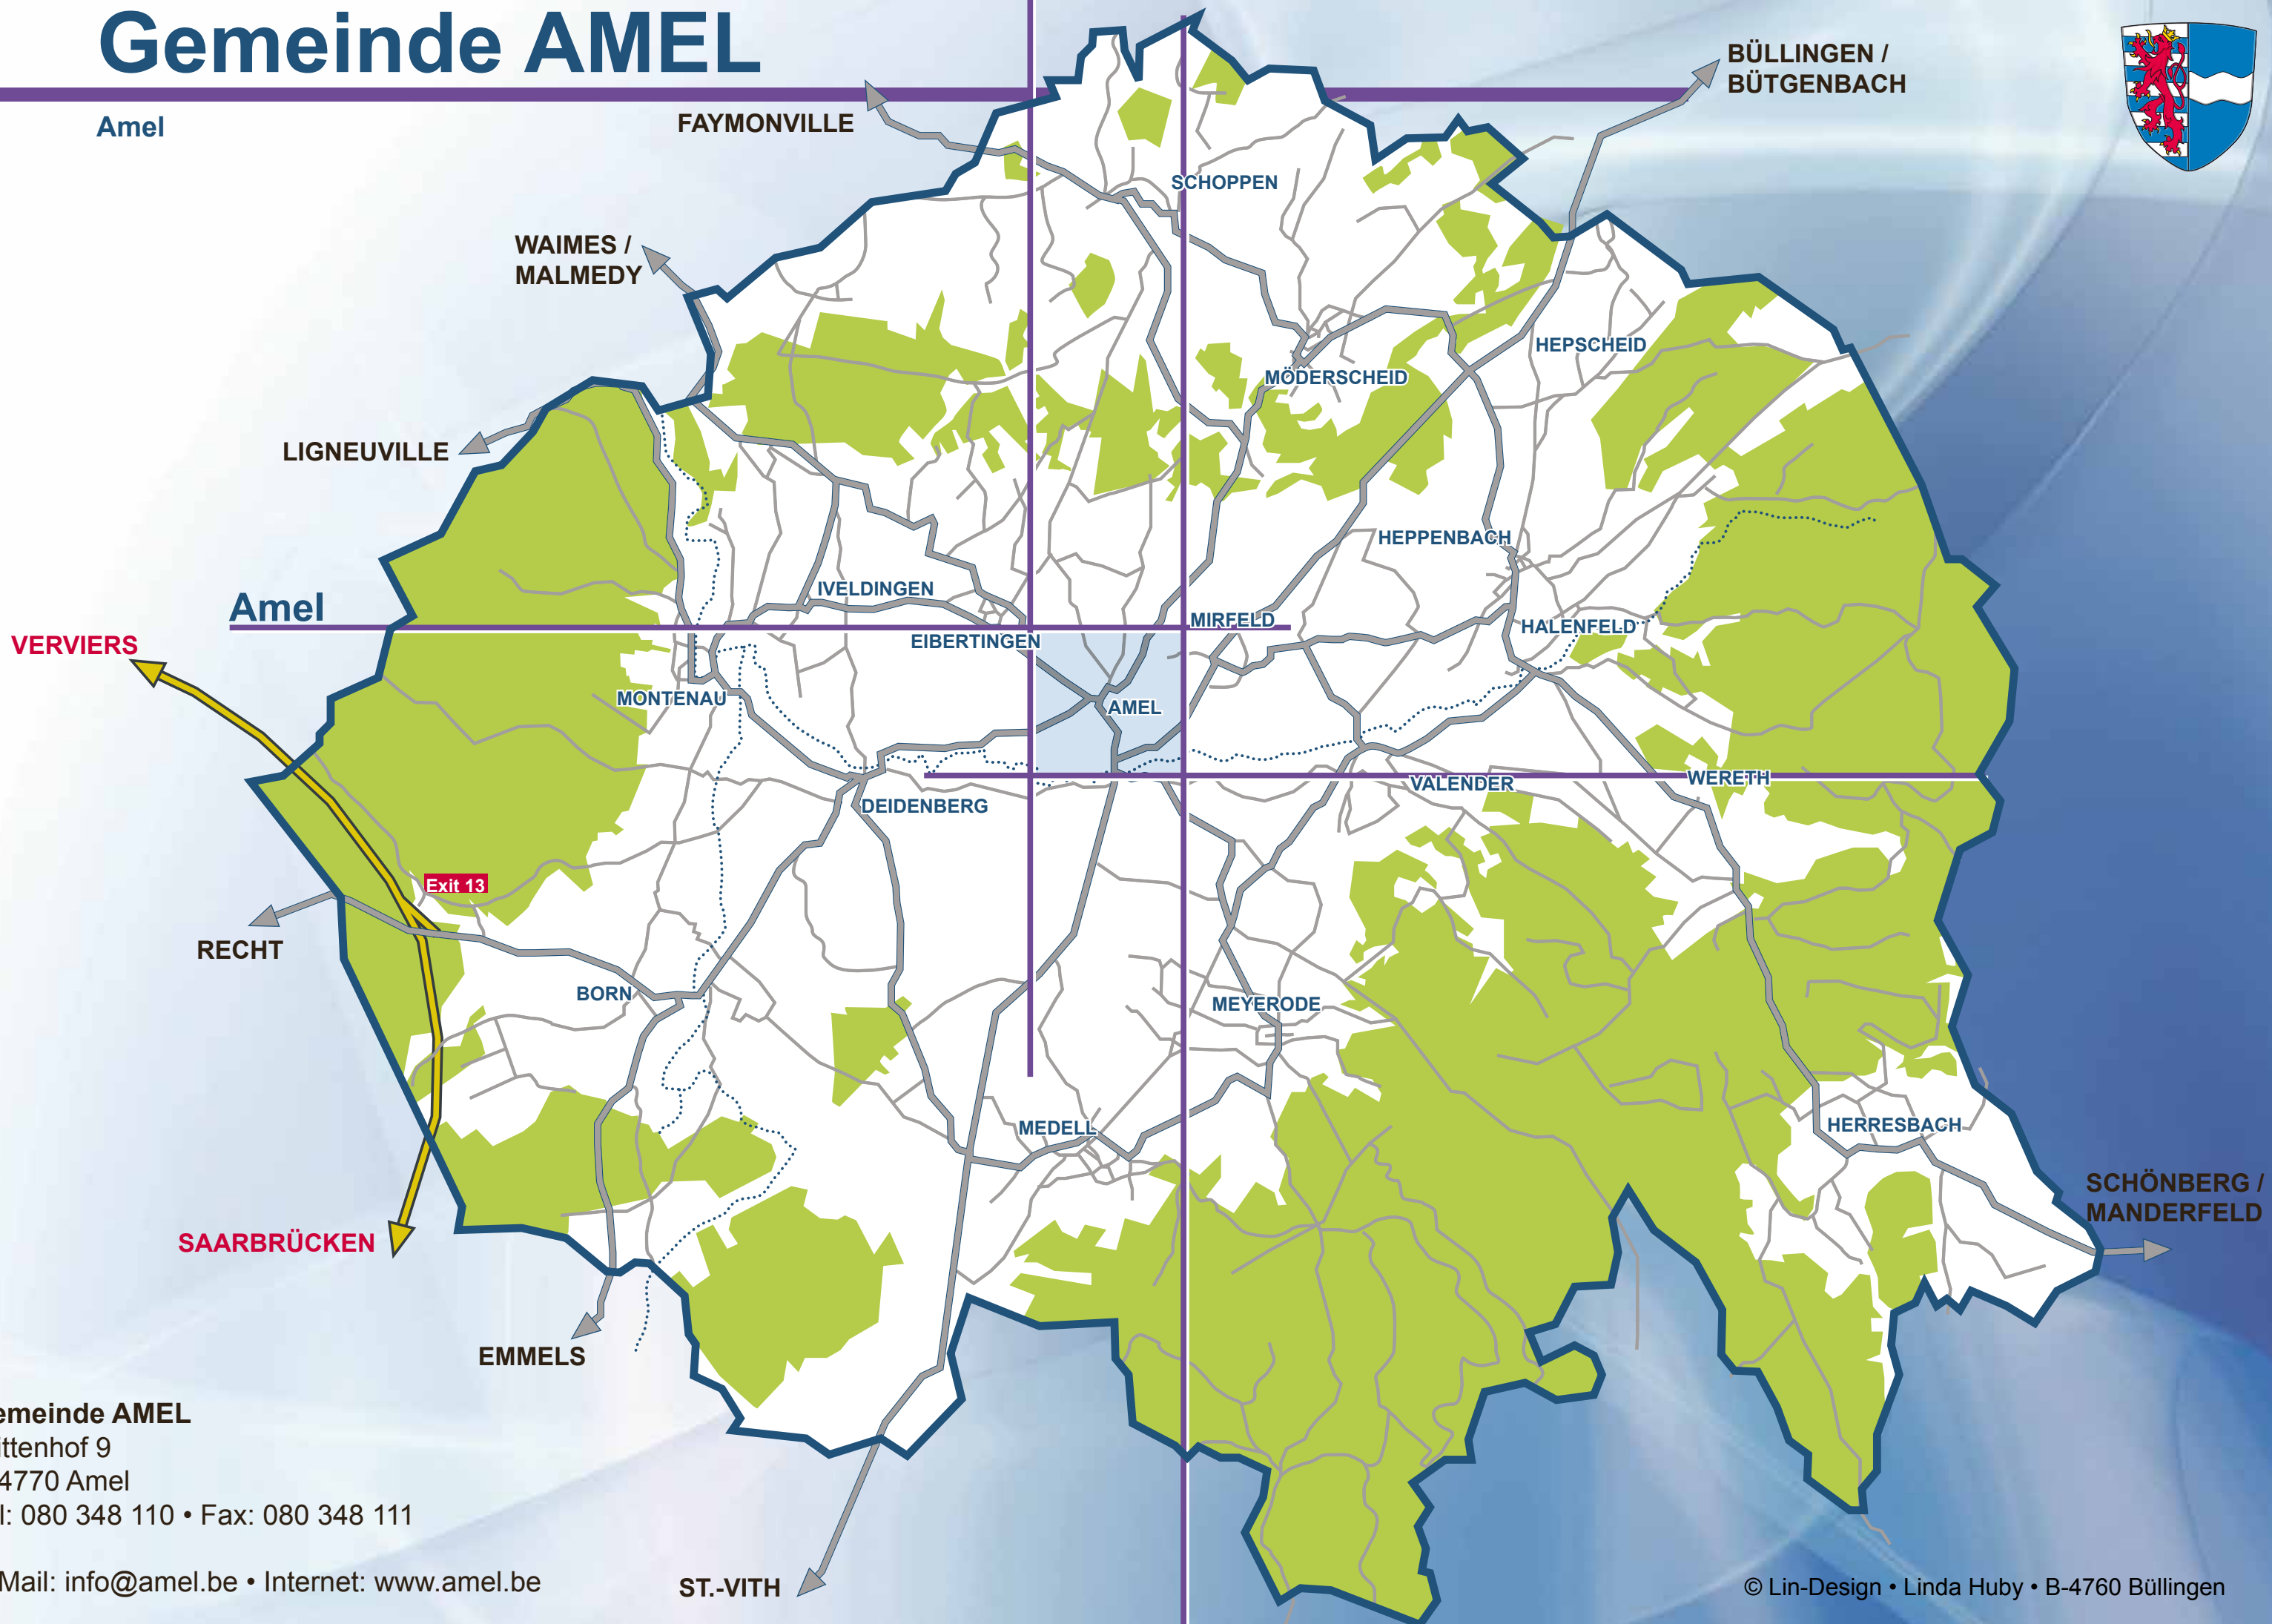 Gemeinde AMEL
Amel
FAYMONVILLE
BÜLLINGEN /
BÜTGENBACH
SCHOPPEN
WAIMES /
MALMEDY
HEPSCHEID
MÖDERSCHEID
LIGNEUVILLE
HEPPENBACH
IVELDINGEN
Amel
MIRFELD
HALENFELD
VERVIERS
EIBERTINGEN
MONTENAU
AMEL
WERETH
VALENDER
DEIDENBERG
Exit 13
RECHT
BORN
MEYERODE
MEDELL
HERRESBACH
SCHÖNBERG /
MANDERFELD
SAARBRÜCKEN
EMMELS
emeinde AMEL
ittenhof 9
4770 Amel
l: 080 348 110 • Fax: 080 348 111
Mail: info@amel.be • Internet: www.amel.be
ST.-VITH
© Lin-Design • Linda Huby • B-4760 Büllingen